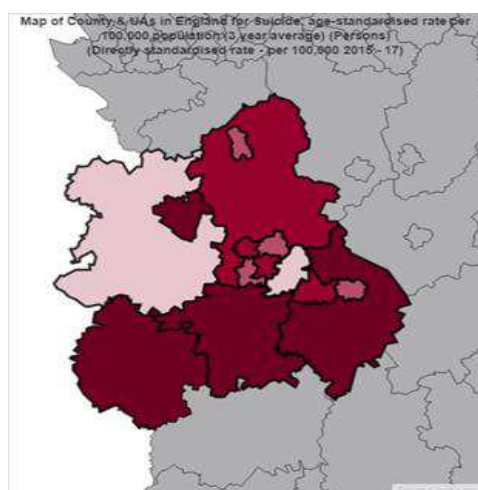 Map of County & UAs in England for Suicide: age-standardised rate per
100,000 population (3 year average) (Persons)
(Directly standardised rate - per 100,000 2015 - 17)